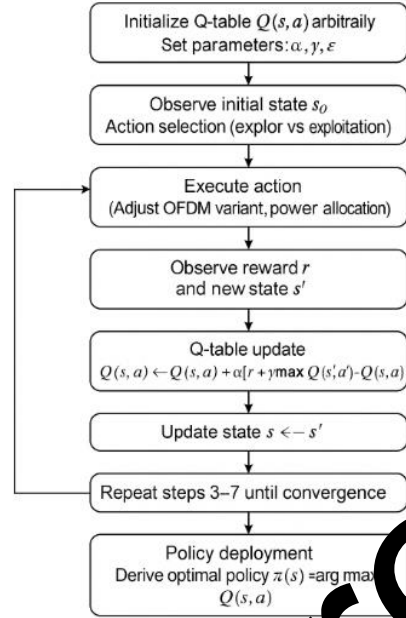 Initialize Q-table Q(s,a) arbitraily
Set parameters: α, γ, ε
Observe initial state s₀
Action selection (explor vs exploitation)
Execute action
(Adjust OFDM variant, power allocation)
Observe reward r
and new state s′
Q-table update
Q(s,a) ← Q(s,a) + α[r + γmax Q(s′,a′)-Q(s,a)
Update state s ← s′
Repeat steps 3–7 until convergence
Policy deployment
Derive optimal policy π(s) =arg max
Q(s,a)